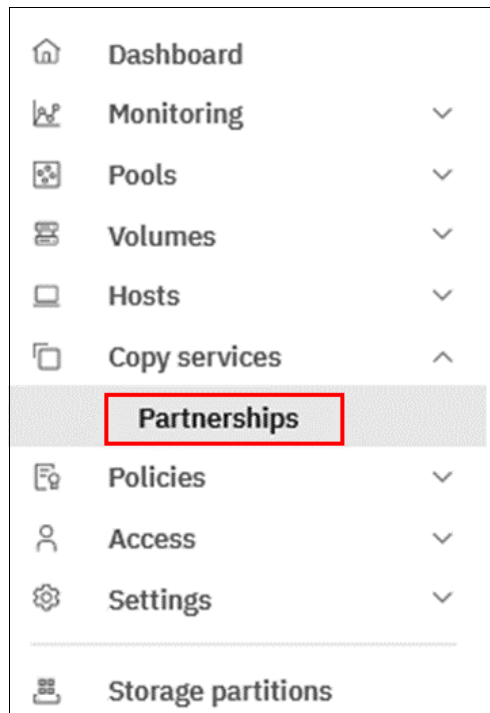 Dashboard
Monitoring
Pools
Volumes
Hosts
Copy services
Partnerships
Policies
Access
Settings
Storage partitions